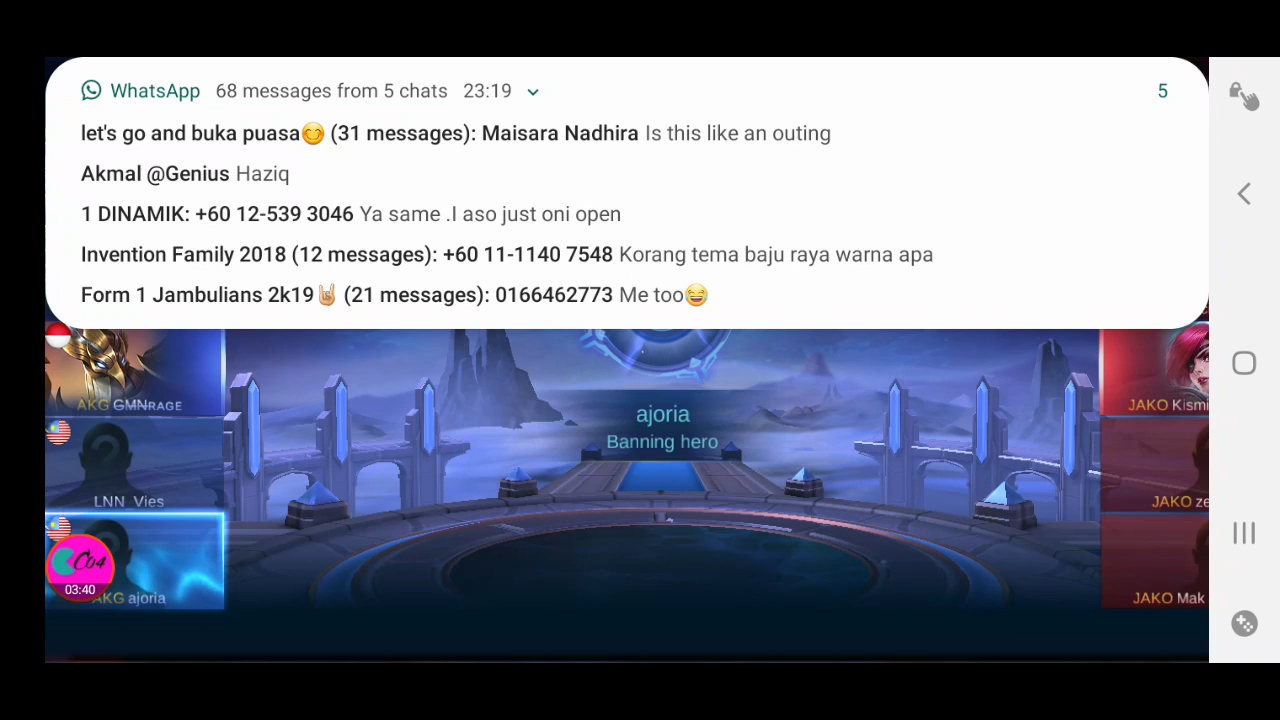 WhatsApp 68 messages from 5 chats 23:19 5
let's go and buka puasa😊 (31 messages): Maisara Nadhira Is this like an outing
Akmal @Genius Haziq
1 DINAMIK: +60 12-539 3046 Ya same .I aso just oni open
Invention Family 2018 (12 messages): +60 11-1140 7548 Korang tema baju raya warna apa
Form 1 Jambulians 2k19🤘🏼 (21 messages): 0166462773 Me too😂
AKG GMNRAGE
JAKO Kismi
ajoria
Banning hero
LNN_Vies
JAKO ze
C04
03:40
AKG ajoria
JAKO Mak